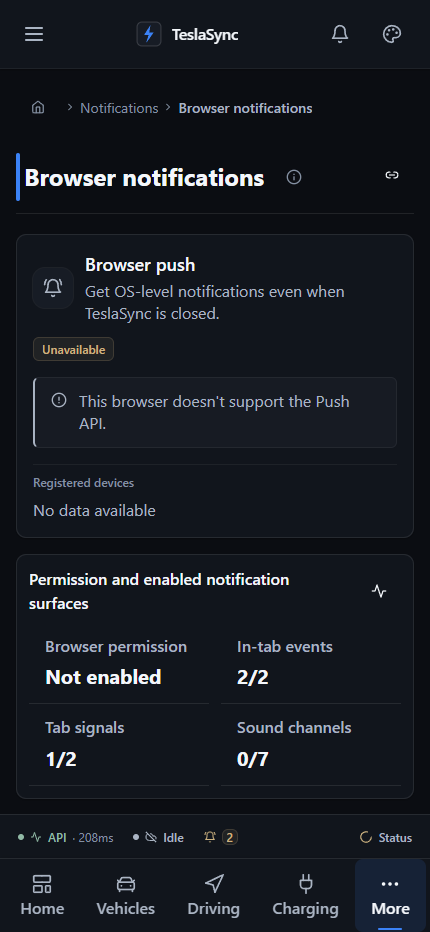 TeslaSync
Notifications Browser notifications
Browser notifications
Browser push
Get OS-level notifications even when
TeslaSync is closed.
Unavailable
This browser doesn't support the Push
API.
Registered devices
No data available
Permission and enabled notification
surfaces
Browser permission
Not enabled
In-tab events
2/2
Tab signals
1/2
Sound channels
0/7
API · 208ms Idle 2 Status
Home Vehicles Driving Charging More